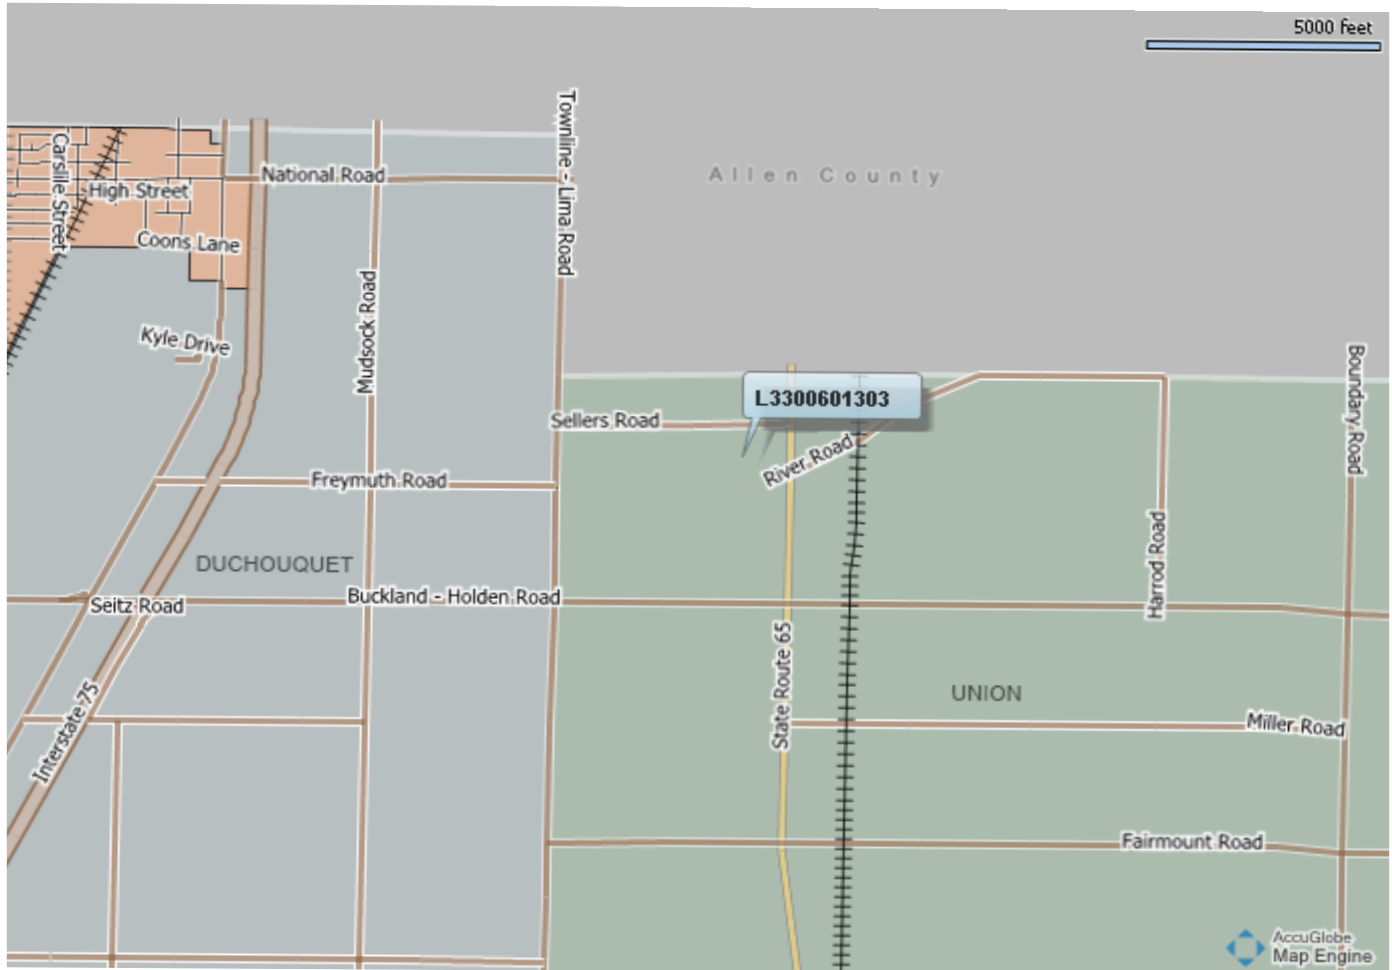 5000 feet
Townline - Lima Road
Carslile Street
National Road
Allen County
High Street
Coons Lane
Mudsock Road
Kyle Drive
Boundary Road
L3300601303
Sellers Road
River Road
Freymuth Road
Harrod Road
DUCHOUQUET
Buckland - Holden Road
Seitz Road
State Route 65
Interstate 75
UNION
Miller Road
Fairmount Road
AccuGlobe
Map Engine